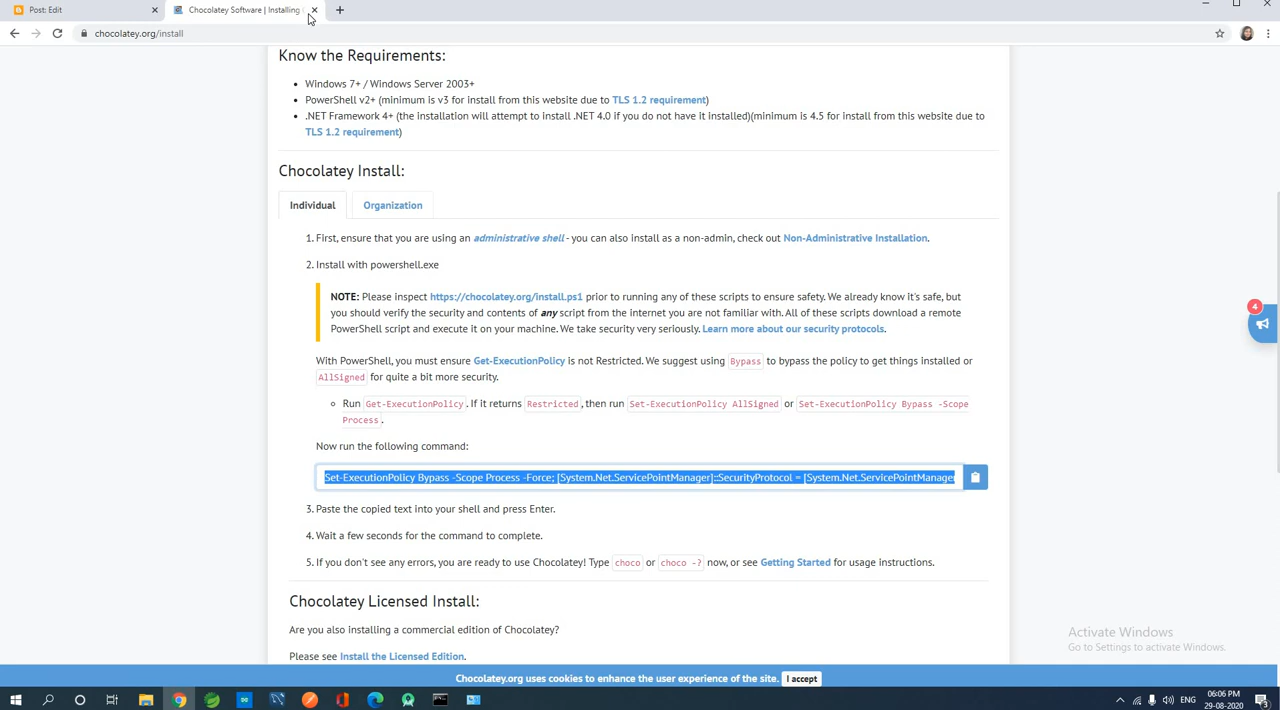 Post: Edit
Chocolatey Software | Installing
chocolatey.org/install
Know the Requirements:
Windows 7+ / Windows Server 2003+
PowerShell v2+ (minimum is v3 for install from this website due to TLS 1.2 requirement)
.NET Framework 4+ (the installation will attempt to install .NET 4.0 if you do not have it installed)(minimum is 4.5 for install from this website due to
TLS 1.2 requirement)
Chocolatey Install:
Individual
Organization
1. First, ensure that you are using an administrative shell - you can also install as a non-admin, check out Non-Administrative Installation.
2. Install with powershell.exe
NOTE: Please inspect https://chocolatey.org/install.ps1 prior to running any of these scripts to ensure safety. We already know it's safe, but
you should verify the security and contents of any script from the internet you are not familiar with. All of these scripts download a remote
PowerShell script and execute it on your machine. We take security very seriously. Learn more about our security protocols.
With PowerShell, you must ensure Get-ExecutionPolicy is not Restricted. We suggest using Bypass to bypass the policy to get things installed or
AllSigned for quite a bit more security.
Run Get-ExecutionPolicy. If it returns Restricted, then run Set-ExecutionPolicy AllSigned or Set-ExecutionPolicy Bypass -Scope
Process.
Now run the following command:
Set-ExecutionPolicy Bypass -Scope Process -Force; [System.Net.ServicePointManager]::SecurityProtocol = [System.Net.ServicePointManager
3. Paste the copied text into your shell and press Enter.
4. Wait a few seconds for the command to complete.
5. If you don't see any errors, you are ready to use Chocolatey! Type choco or choco -? now, or see Getting Started for usage instructions.
4
Chocolatey Licensed Install:
Are you also installing a commercial edition of Chocolatey?
Please see Install the Licensed Edition.
Activate Windows
Go to Settings to activate Windows.
Chocolatey.org uses cookies to enhance the user experience of the site. I accept
ENG
06:06 PM
29-08-2020
3